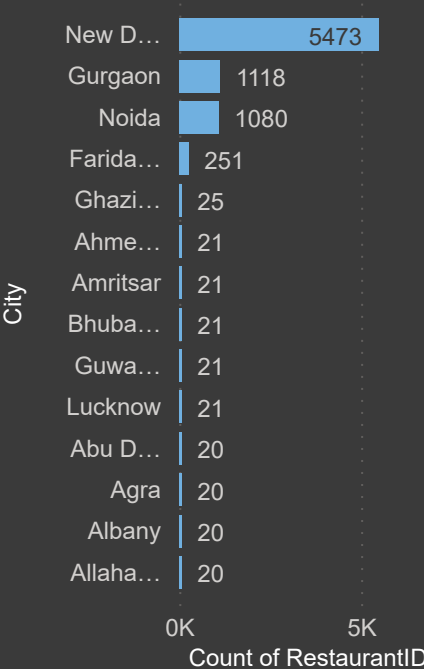 New D… 5473
Gurgaon 1118
Noida 1080
Farida… 251
Ghazi… 25
Ahme… 21
Amritsar 21
Bhuba… 21
Guwa… 21
Lucknow 21
Abu D… 20
Agra 20
Albany 20
Allaha… 20
City
0K 5K
Count of RestaurantID